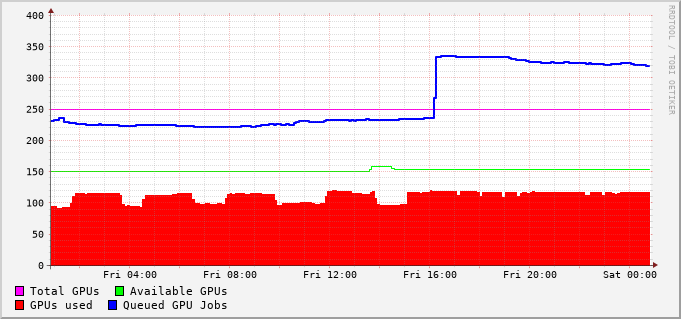 RRDTOOL / TOBI OETIKER
400
350
300
250
200
150
100
50
0
Fri 04:00 Fri 08:00 Fri 12:00 Fri 16:00 Fri 20:00 Sat 00:00
Total GPUs Available GPUs
GPUs used Queued GPU Jobs